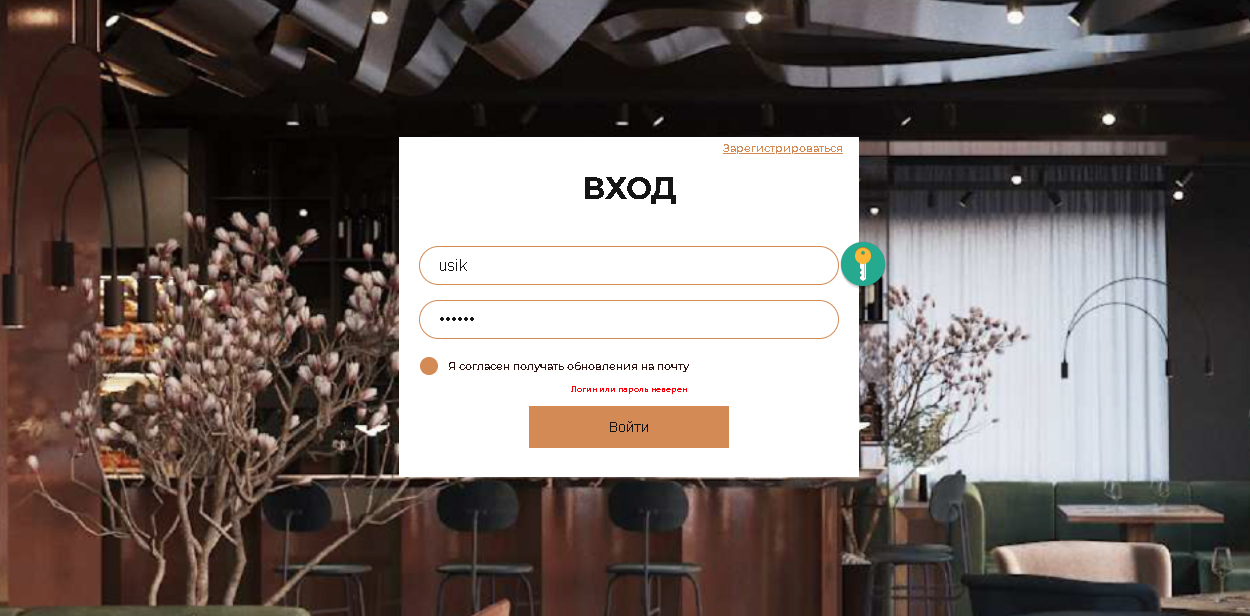 Зарегистрироваться
ВХОД
usik
••••••
Я согласен получать обновления на почту
Логин или пароль неверен
Войти